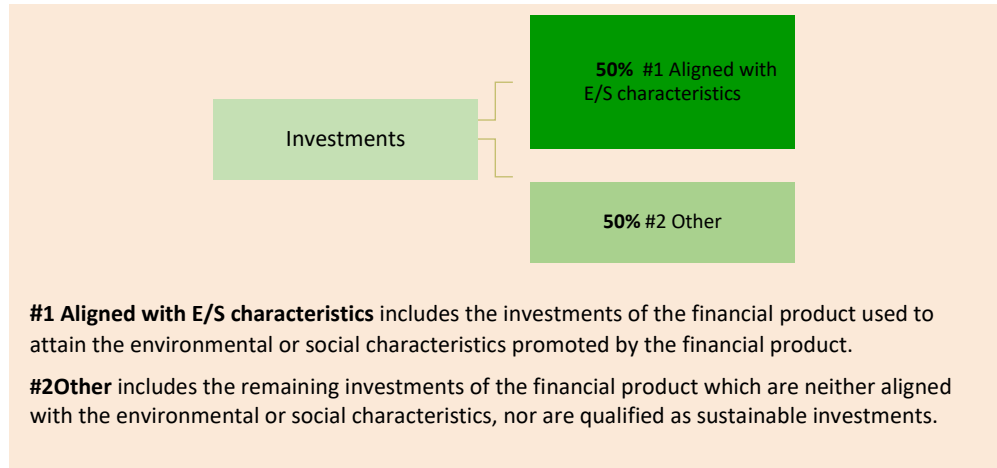 50% #1 Aligned with
E/S characteristics
Investments
50% #2 Other
#1 Aligned with E/S characteristics includes the investments of the financial product used to
attain the environmental or social characteristics promoted by the financial product.
#2Other includes the remaining investments of the financial product which are neither aligned
with the environmental or social characteristics, nor are qualified as sustainable investments.